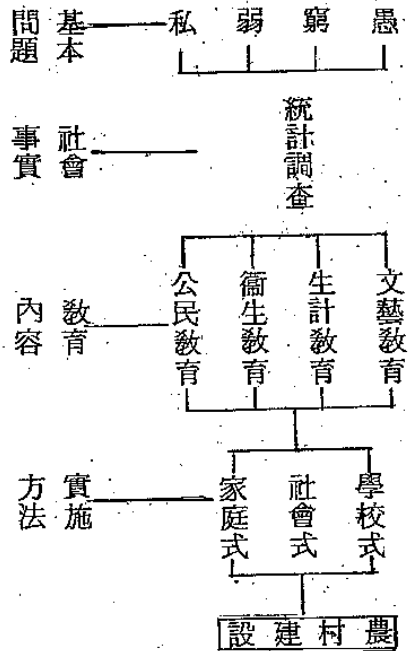 基本問題
愚
窮
弱
私
社會事實
統計調查
教育內容
文藝教育
生計教育
衞生教育
公民教育
實施方法
學校式
社會式
家庭式
農村建設